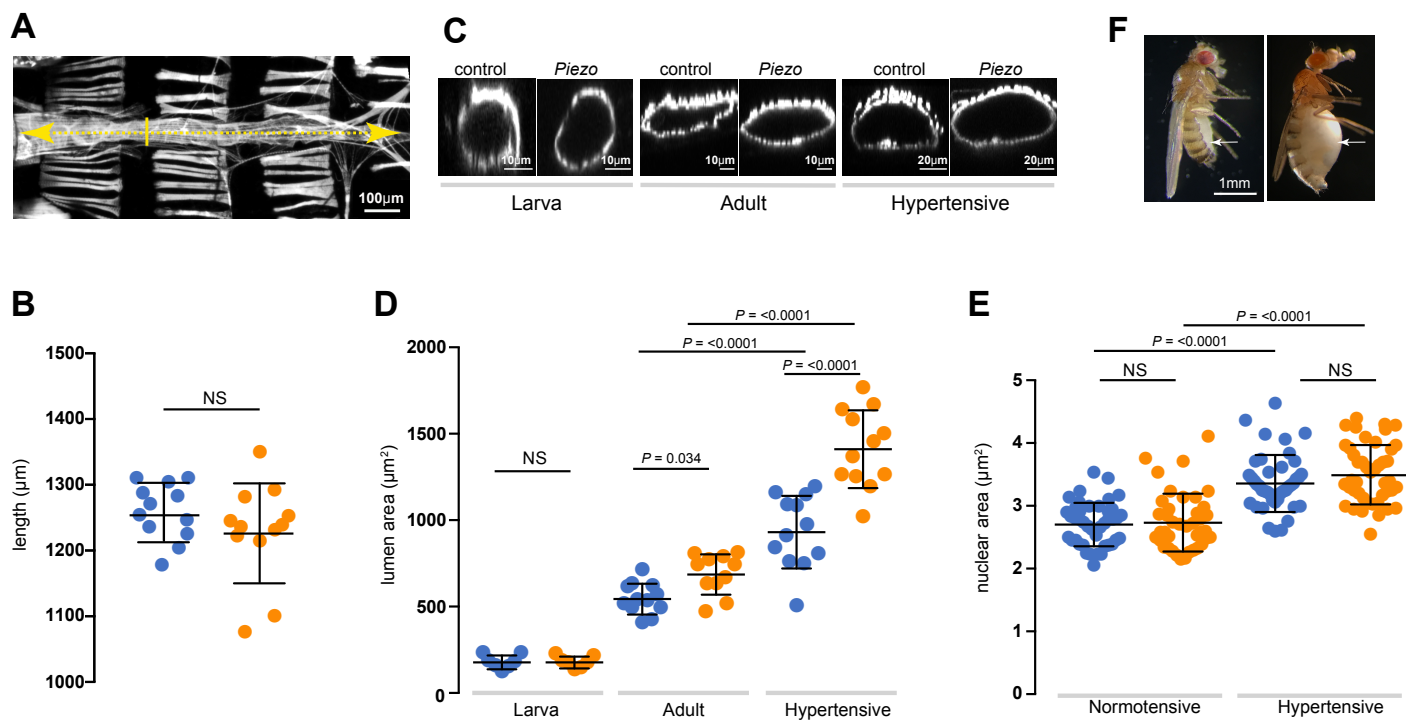 A
100µm
C
control
Piezo
control
Piezo
control
Piezo
10µm
10µm
10µm
10µm
20µm
20µm
Larva
Adult
Hypertensive
F
1mm
B
1500
1400
1300
1200
1100
1000
length (µm)
NS
D
2000
1500
1000
500
0
lumen area (µm²)
NS
P = 0.034
P = <0.0001
P = <0.0001
P = <0.0001
Larva
Adult
Hypertensive
E
5
4
3
2
1
0
nuclear area (µm²)
P = <0.0001
P = <0.0001
NS
NS
Normotensive
Hypertensive